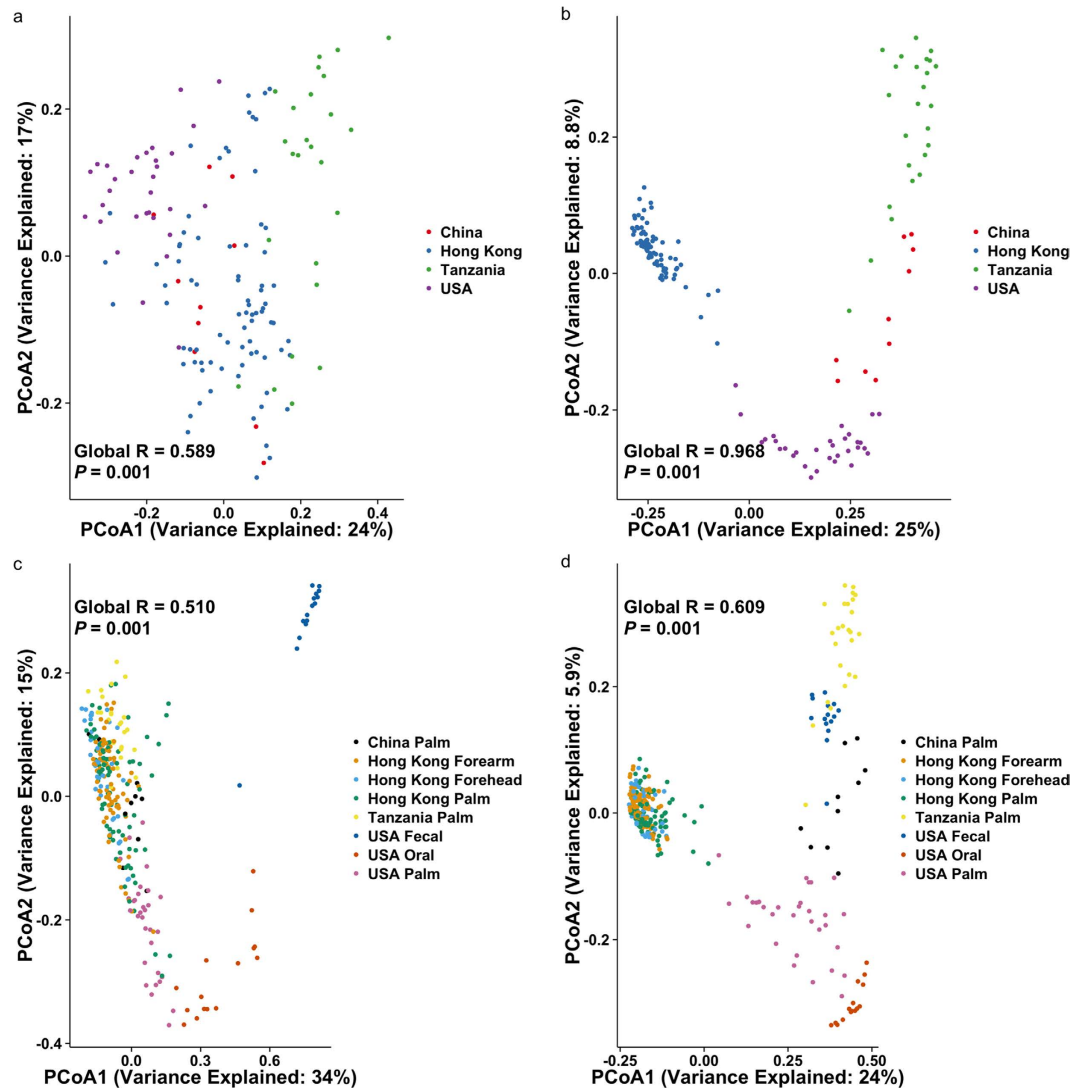 a
PCoA2 (Variance Explained: 17%)
0.2
0.0
-0.2
Global R = 0.589
P = 0.001
-0.2
0.0
0.2
0.4
PCoA1 (Variance Explained: 24%)
China
Hong Kong
Tanzania
USA
b
PCoA2 (Variance Explained: 8.8%)
0.2
0.0
-0.2
Global R = 0.968
P = 0.001
-0.25
0.00
0.25
PCoA1 (Variance Explained: 25%)
China
Hong Kong
Tanzania
USA
c
Global R = 0.510
P = 0.001
PCoA2 (Variance Explained: 15%)
0.2
0.0
-0.2
-0.4
0.0
0.3
0.6
PCoA1 (Variance Explained: 34%)
China Palm
Hong Kong Forearm
Hong Kong Forehead
Hong Kong Palm
Tanzania Palm
USA Fecal
USA Oral
USA Palm
d
Global R = 0.609
P = 0.001
PCoA2 (Variance Explained: 5.9%)
0.2
0.0
-0.2
-0.25
0.00
0.25
0.50
PCoA1 (Variance Explained: 24%)
China Palm
Hong Kong Forearm
Hong Kong Forehead
Hong Kong Palm
Tanzania Palm
USA Fecal
USA Oral
USA Palm